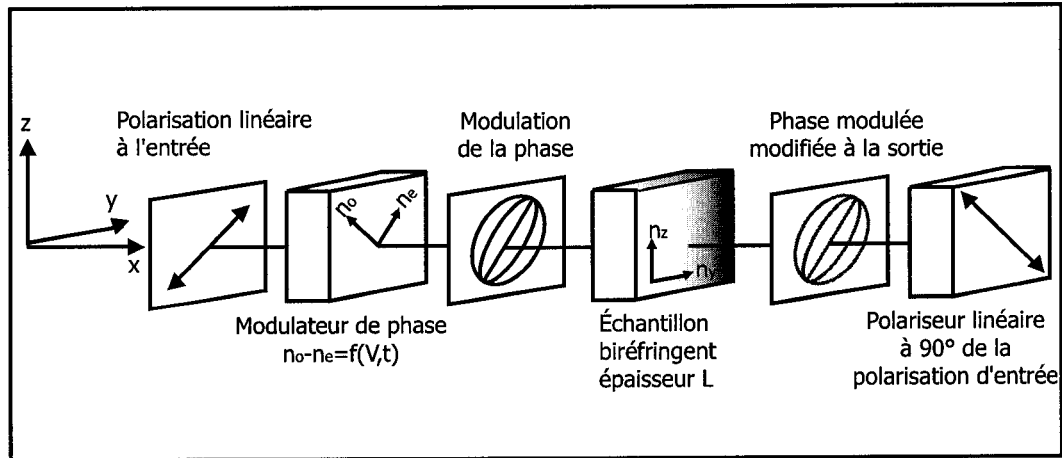 z
y
x
Polarisation linéaire
à l'entrée
no
ne
Modulateur de phase
no-ne=f(V,t)
Modulation
de la phase
nz
ny
Échantillon
biréfringent
épaisseur L
Phase modulée
modifiée à la sortie
Polariseur linéaire
à 90° de la
polarisation d'entrée